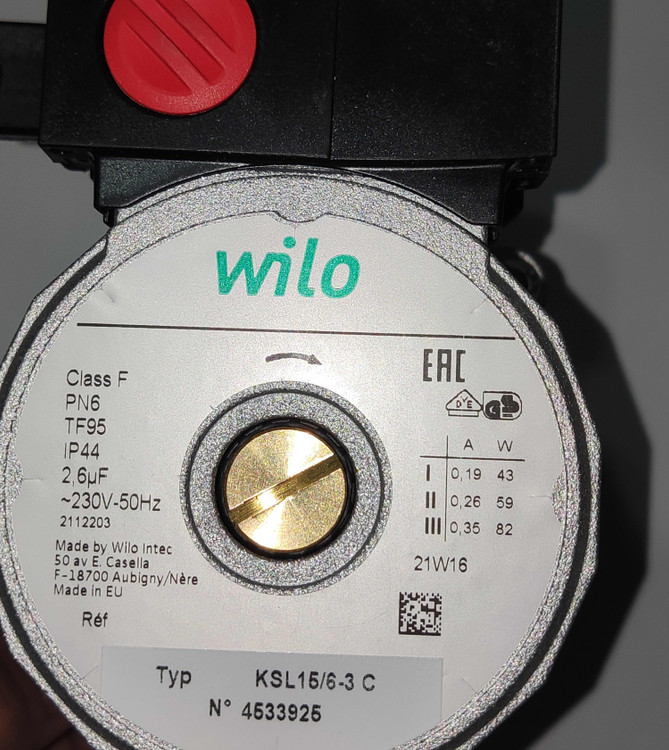 wilo
Class F
PN6
TF95
IP44
2,6µF
~230V-50Hz
2112203
Made by Wilo Intec
50 av E. Casella
F-18700 Aubigny/Nère
Made in EU
Réf
EAC
DVE
GS
A W
I 0,19 43
II 0,26 59
III 0,35 82
21W16
Typ KSL15/6-3 C
N° 4533925